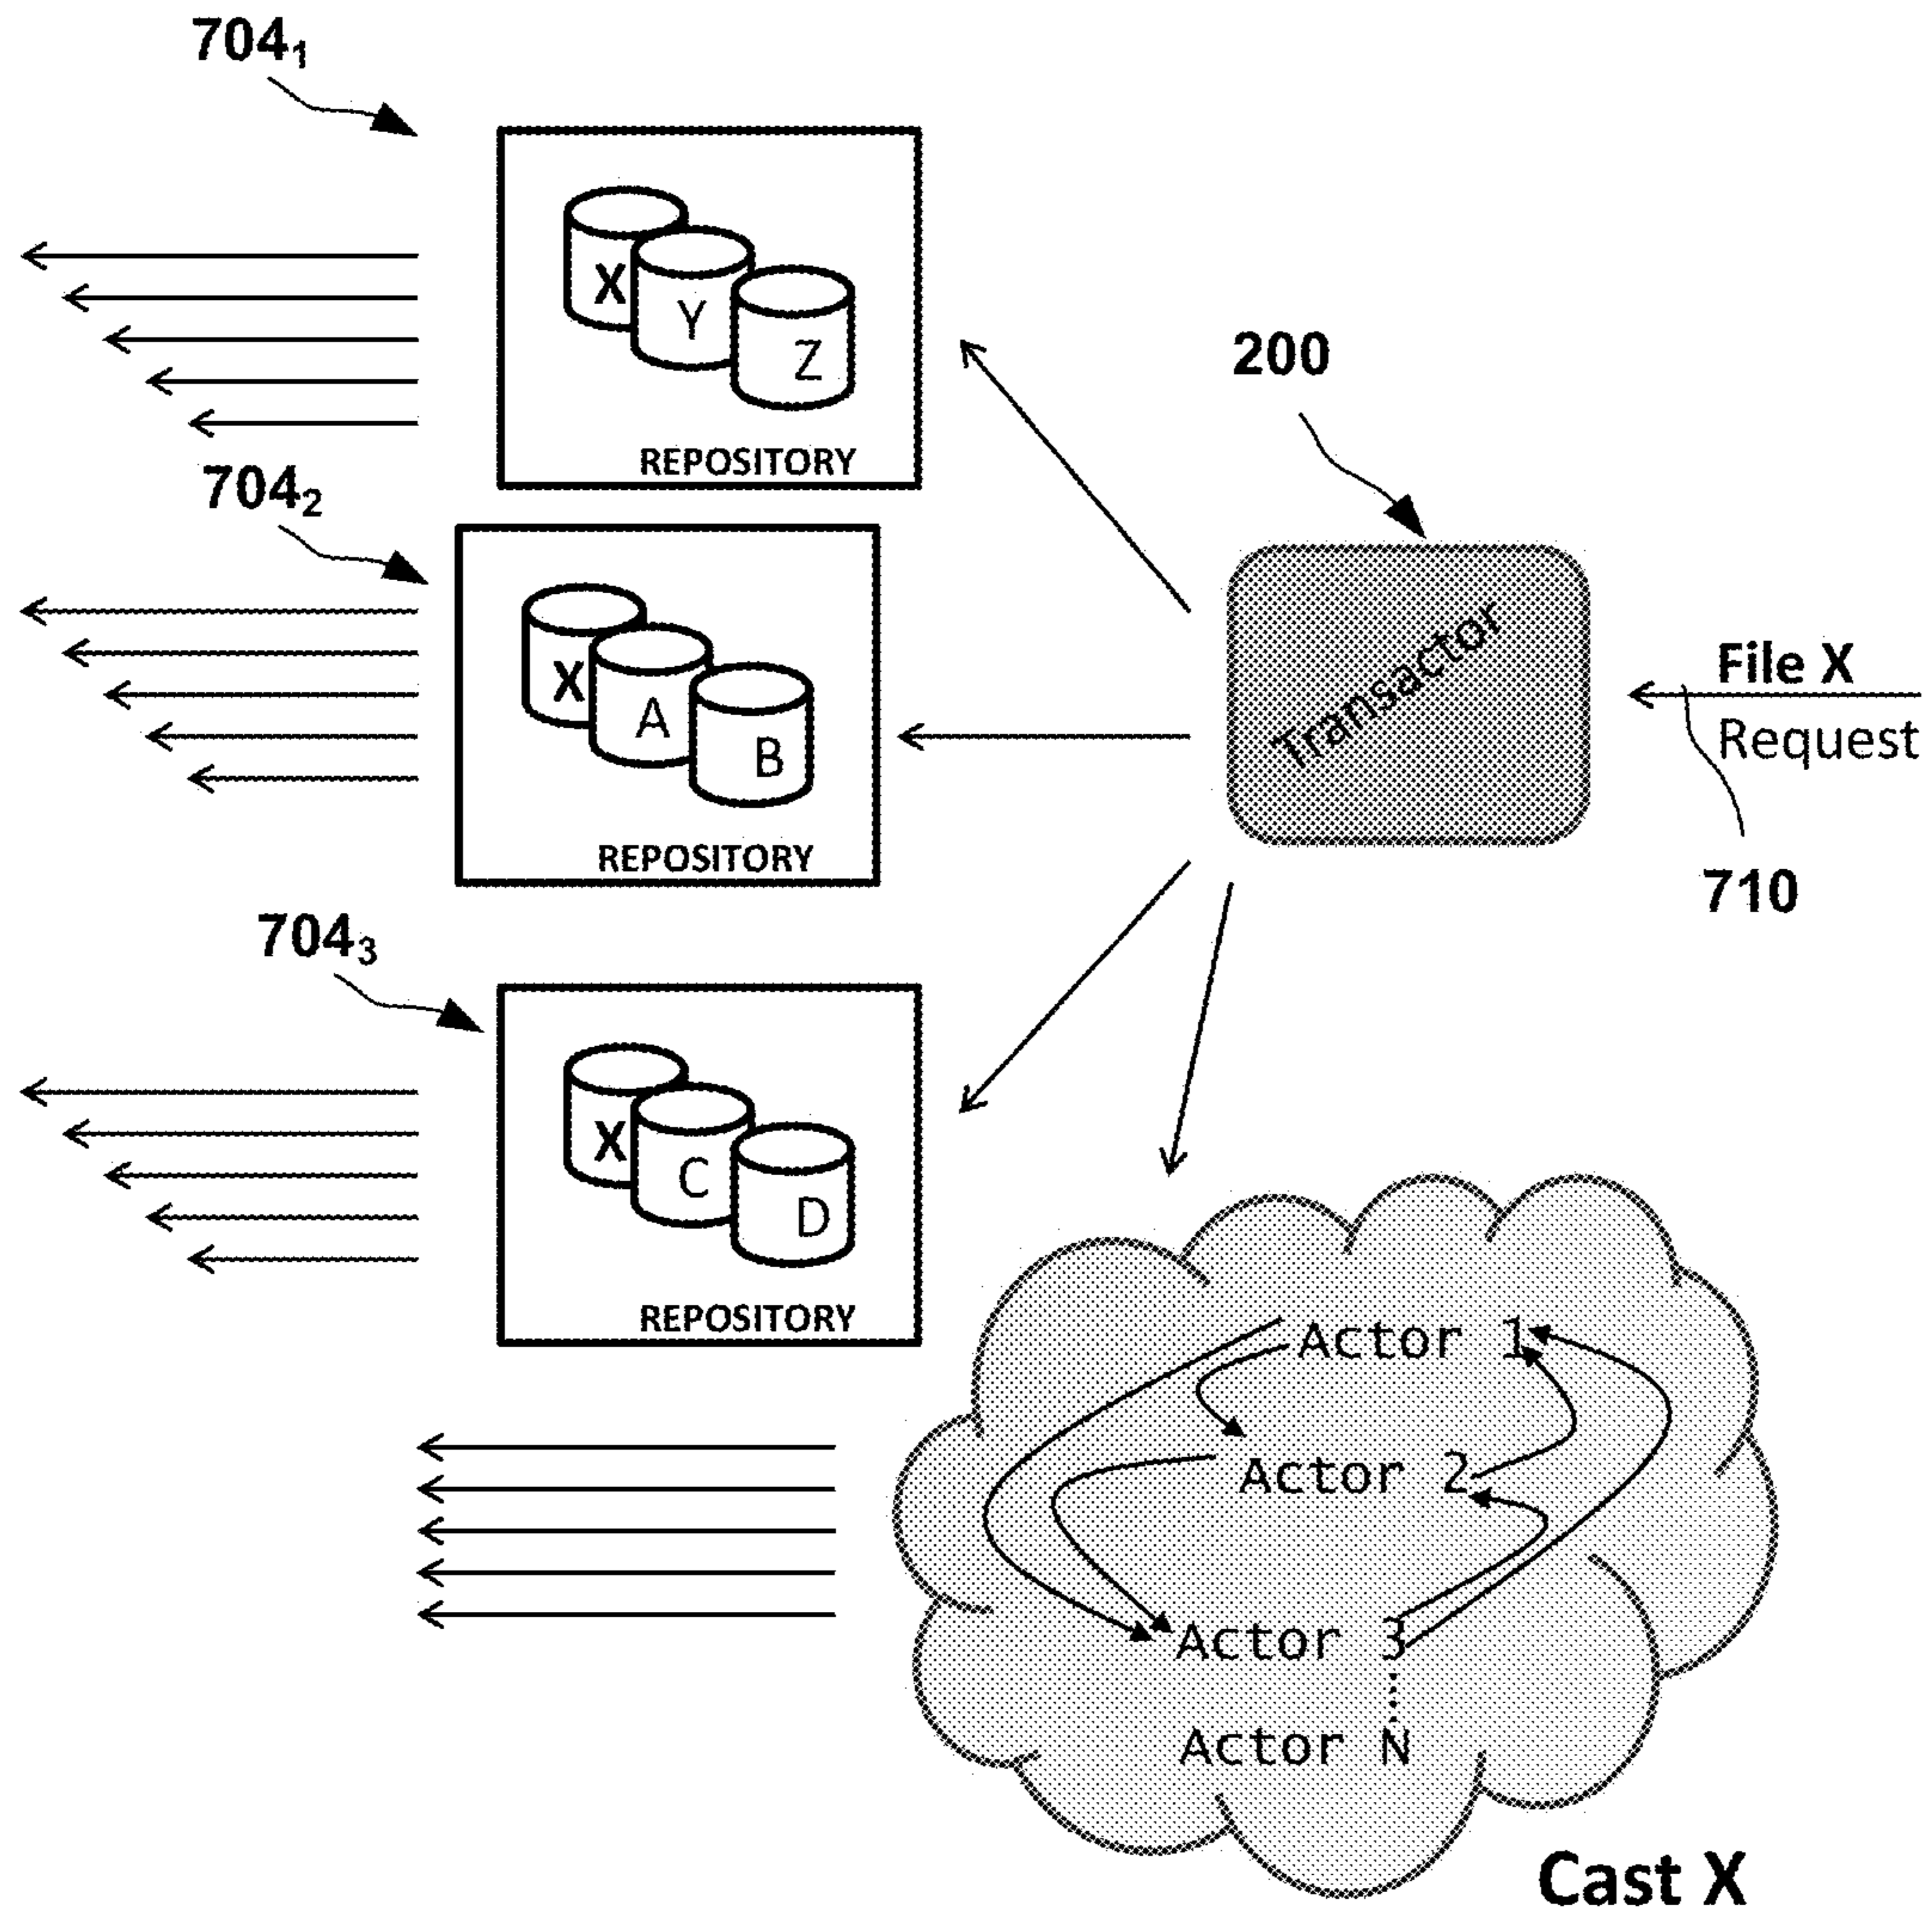 704₁
X
Y
Z
REPOSITORY
200
704₂
X
A
B
REPOSITORY
Transactor
File X
Request
710
704₃
X
C
D
REPOSITORY
Actor 1
Actor 2
Actor 3
Actor N
Cast X